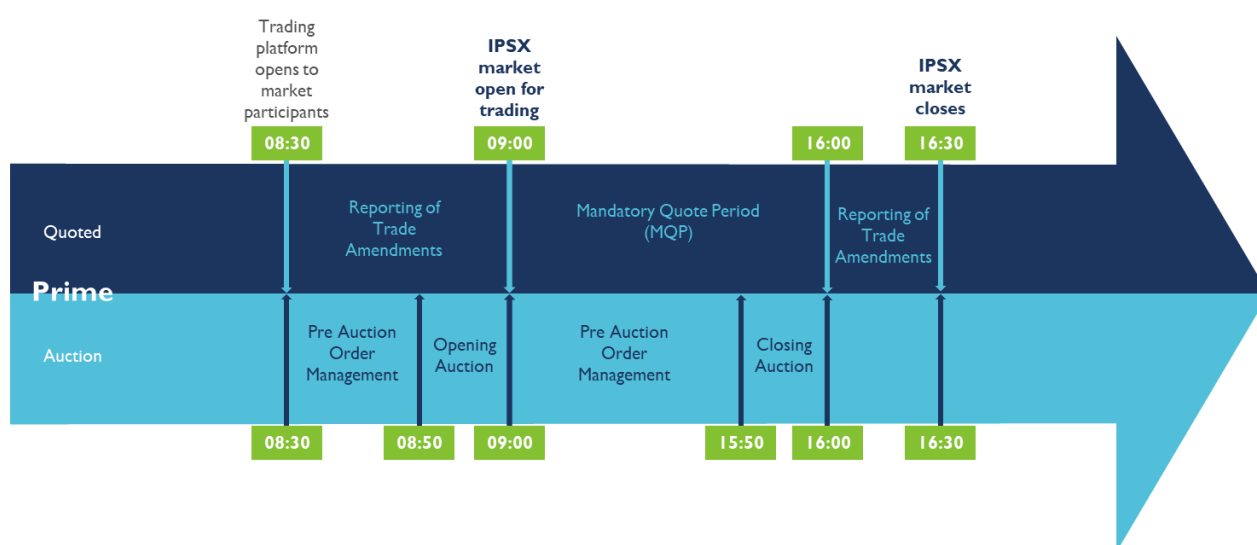 Trading
platform
opens to
market
participants
IPSX
market
open for
trading
IPSX
market
closes
08:30
09:00
16:00
16:30
Quoted
Reporting of
Trade
Amendments
Mandatory Quote Period
(MQP)
Reporting of
Trade
Amendments
Prime
Auction
Pre Auction
Order
Management
Opening
Auction
Pre Auction
Order
Management
Closing
Auction
08:30
08:50
09:00
15:50
16:00
16:30